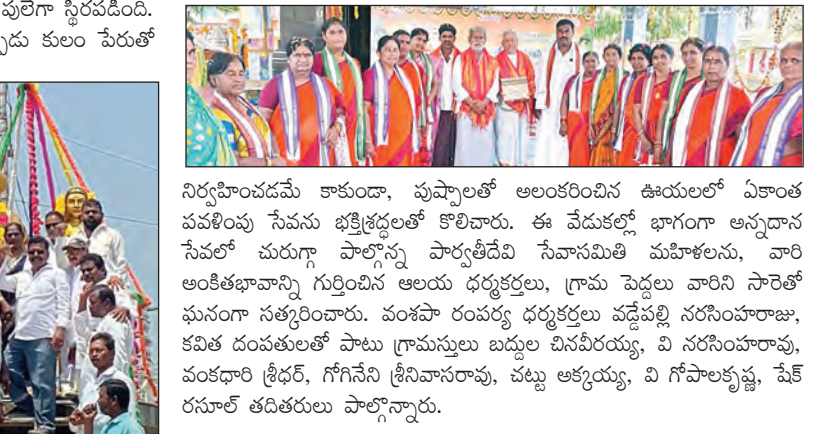 పులిగా స్థిరపడింది.
కులం పేరుతో
నిర్వహించడమే కాకుండా, పుష్పాలతో అలంకరించిన ఊయలలో ఏకాంత
పవళింపు సేవను భక్తిశ్రద్ధలతో కొలిచారు. ఈ వేడుకల్లో భాగంగా అన్నదాన
సేవలో చురుగ్గా పాల్గొన్న పార్వతీదేవి సేవాసమితి మహిళలను, వారి
అంకితభావాన్ని గుర్తించిన ఆలయ ధర్మకర్తలు, గ్రామ పెద్దలు వారిని సారెతో
ఘనంగా సత్కరించారు. వంశపా రంపర్య ధర్మకర్తలు వడ్డేపల్లి నరసింహరాజు,
కవిత దంపతులతో పాటు గ్రామస్తులు బద్దుల చినవీరయ్య, వి నరసింహరావు,
వంకధారి శ్రీధర్, గోగినేని శ్రీనివాసరావు, చట్టు అక్కయ్య, వి గోపాలకృష్ణ, షేక్
రసూల్ తదితరులు పాల్గొన్నారు.